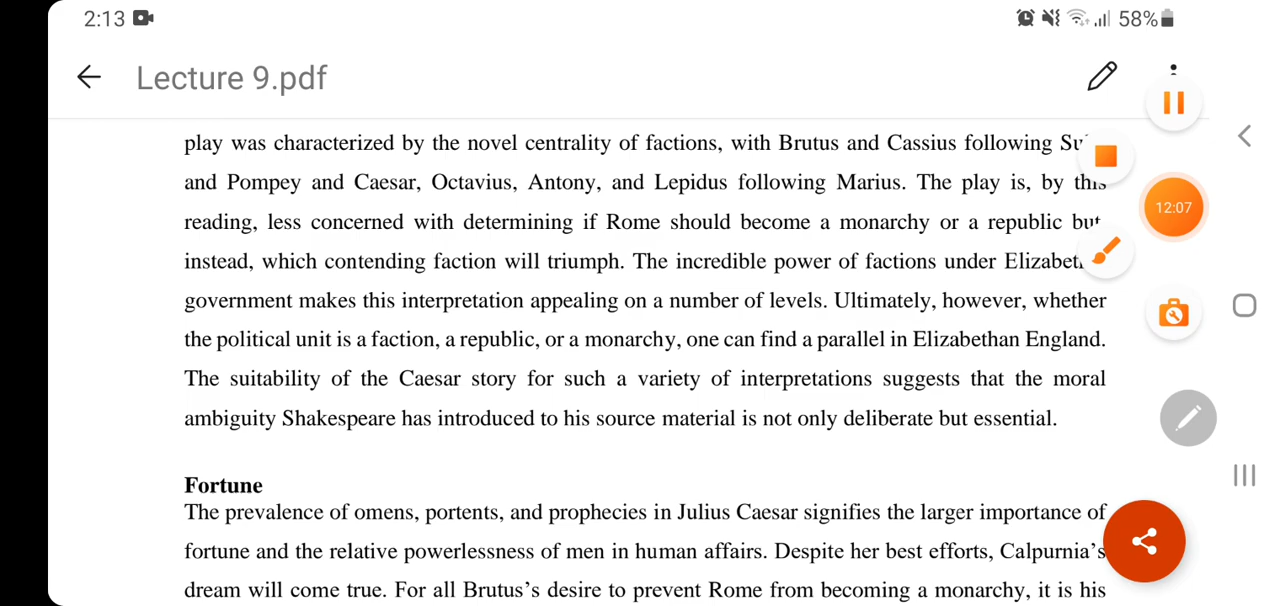 2:13
58%
Lecture 9.pdf
play was characterized by the novel centrality of factions, with Brutus and Cassius following
and Pompey and Caesar, Octavius, Antony, and Lepidus following Marius. The play is, by this
reading, less concerned with determining if Rome should become a monarchy or a republic but,
12:07
instead, which contending faction will triumph. The incredible power of factions under
government makes this interpretation appealing on a number of levels. Ultimately, however, whether
the political unit is a faction, a republic, or a monarchy, one can find a parallel in Elizabethan England.
The suitability of the Caesar story for such a variety of interpretations suggests that the moral
ambiguity Shakespeare has introduced to his source material is not only deliberate but essential.
Fortune
The prevalence of omens, portents, and prophecies in Julius Caesar signifies the larger importance of
fortune and the relative powerlessness of men in human affairs. Despite her best efforts, Calpurnia's
dream will come true. For all Brutus's desire to prevent Rome from becoming a monarchy, it is his